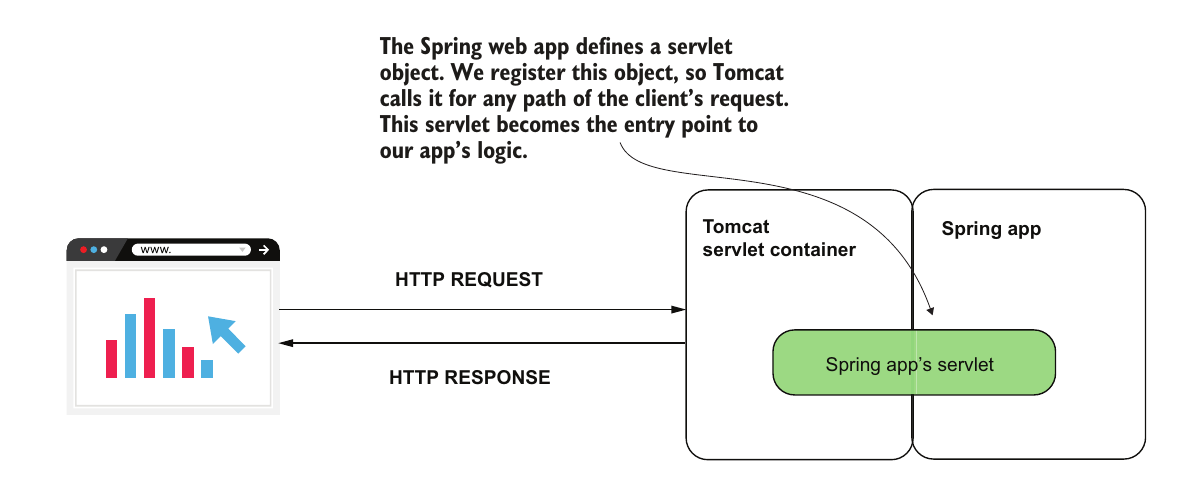 The Spring web app defines a servlet
object. We register this object, so Tomcat
calls it for any path of the client’s request.
This servlet becomes the entry point to
our app’s logic.
Tomcat
servlet container
Spring app
www.
HTTP REQUEST
Spring app’s servlet
HTTP RESPONSE